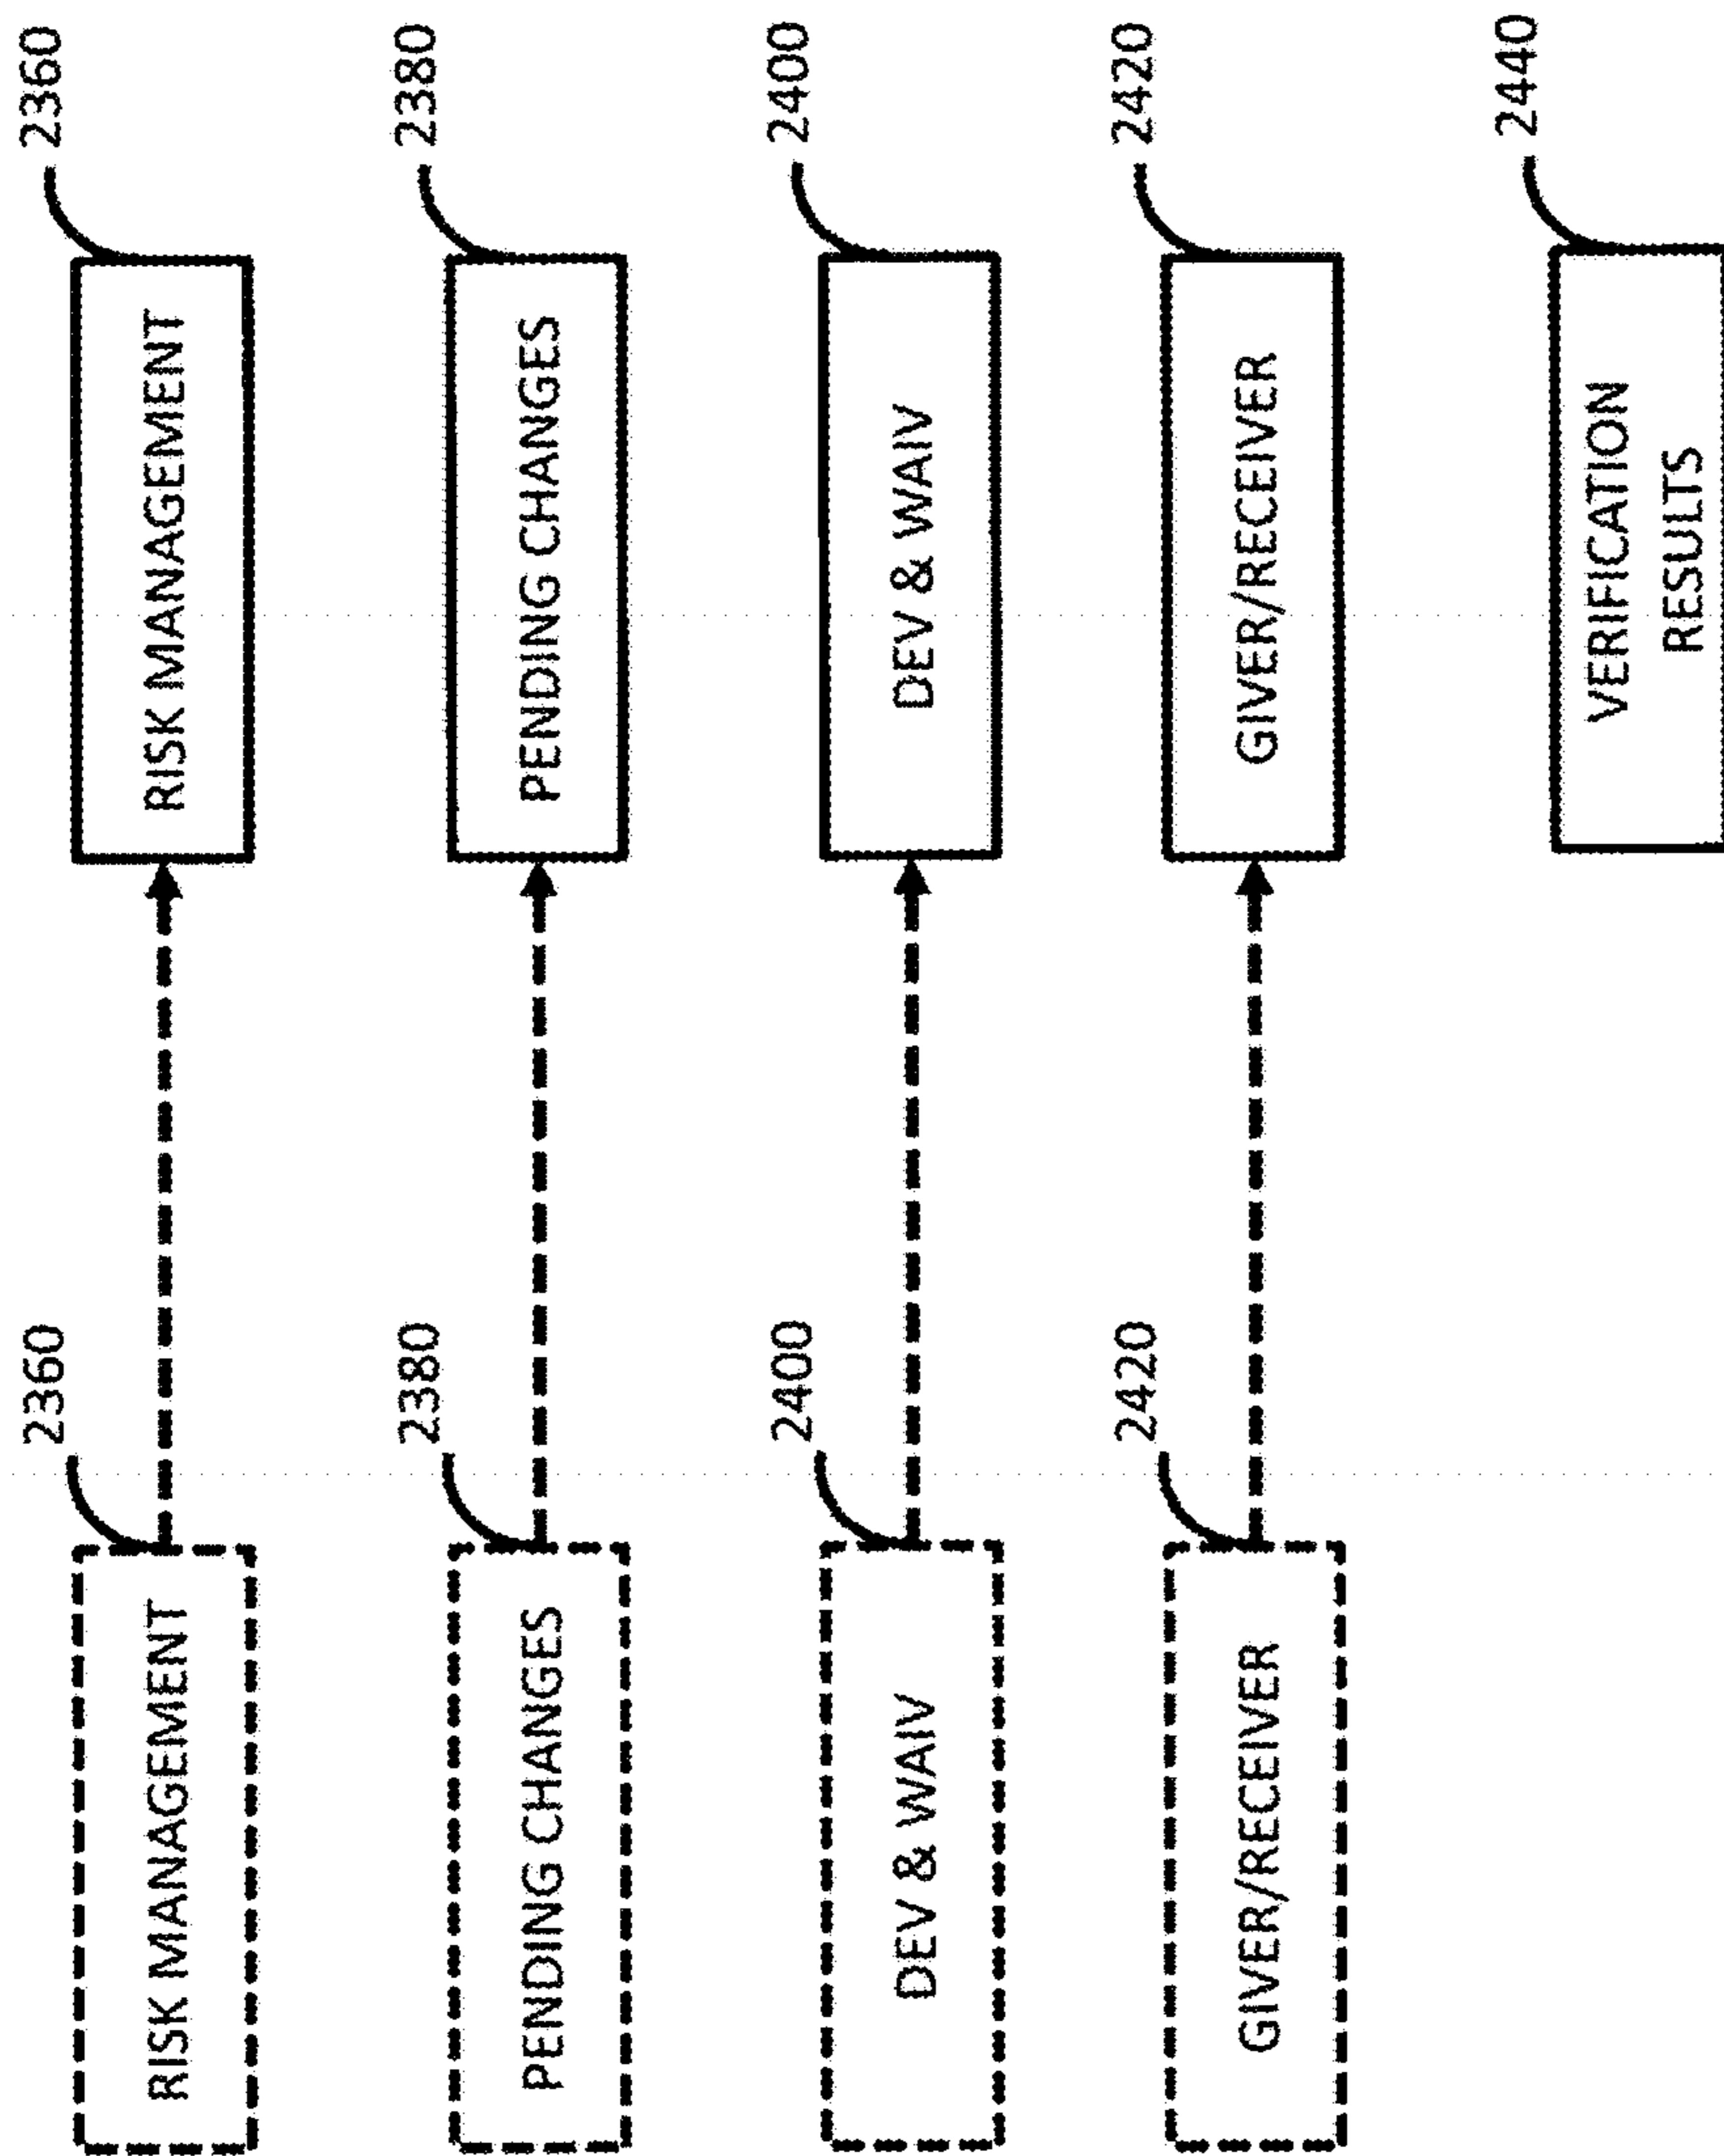 2360
2360
RISK MANAGEMENT
RISK MANAGEMENT
2380
2380
PENDING CHANGES
PENDING CHANGES
2400
2400
DEV & WAIV
DEV & WAIV
2420
2420
GIVER/RECEIVER
GIVER/RECEIVER
2440
VERIFICATION
RESULTS